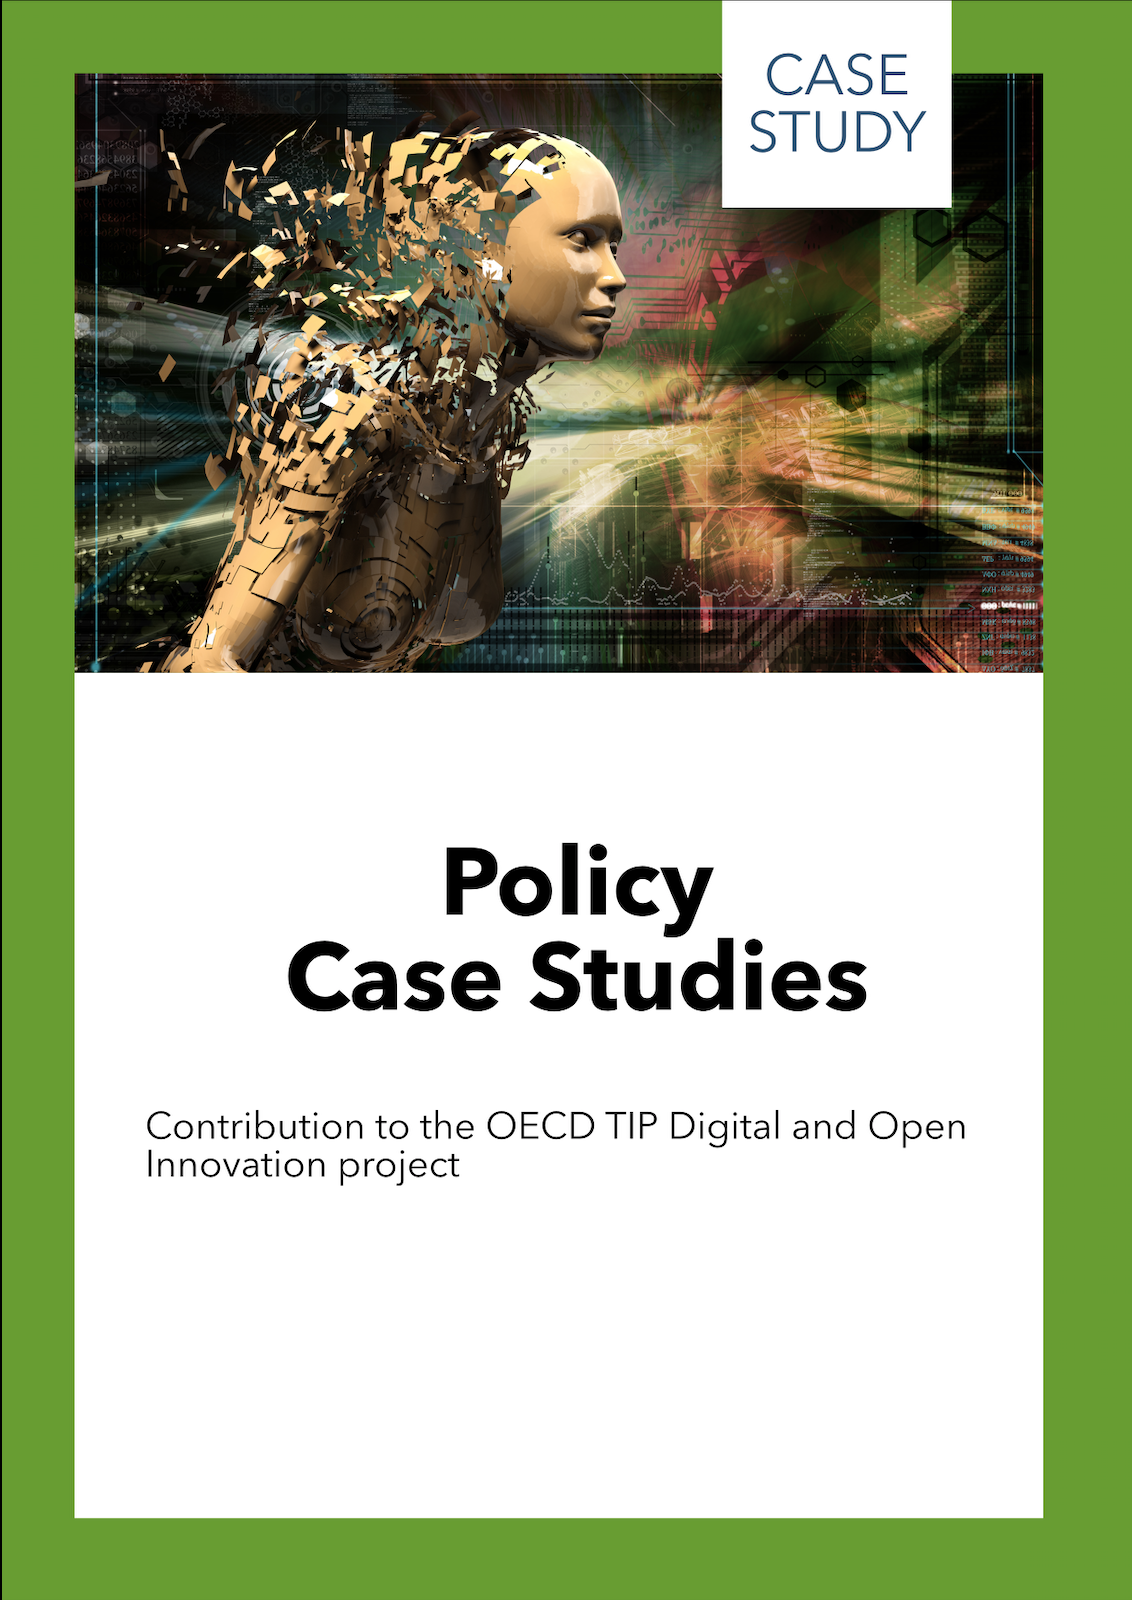 CASE
STUDY
Policy
Case Studies
Contribution to the OECD TIP Digital and Open
Innovation project